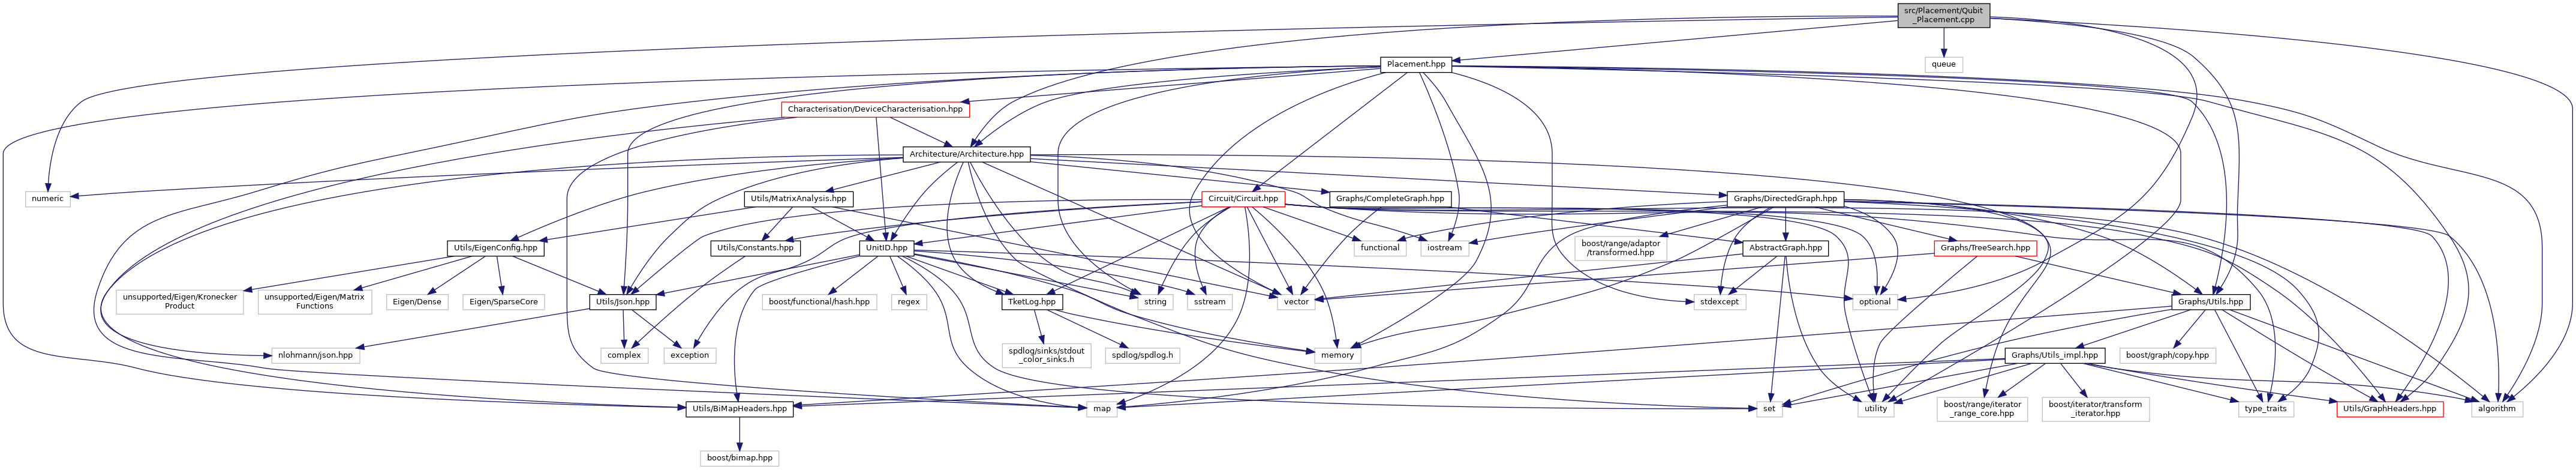 src/Placement/Qubit
_Placement.cpp
Placement.hpp
queue
Characterisation/DeviceCharacterisation.hpp
Architecture/Architecture.hpp
numeric
Utils/MatrixAnalysis.hpp
Circuit/Circuit.hpp
Graphs/CompleteGraph.hpp
Graphs/DirectedGraph.hpp
Utils/EigenConfig.hpp
Utils/Constants.hpp
UnitID.hpp
functional
iostream
boost/range/adaptor
/transformed.hpp
AbstractGraph.hpp
Graphs/TreeSearch.hpp
unsupported/Eigen/Kronecker
Product
unsupported/Eigen/Matrix
Functions
Eigen/Dense
Eigen/SparseCore
Utils/Json.hpp
boost/functional/hash.hpp
regex
TketLog.hpp
string
sstream
vector
stdexcept
optional
Graphs/Utils.hpp
nlohmann/json.hpp
complex
exception
spdlog/sinks/stdout
_color_sinks.h
spdlog/spdlog.h
memory
Graphs/Utils_impl.hpp
boost/graph/copy.hpp
Utils/BiMapHeaders.hpp
map
set
utility
boost/range/iterator
_range_core.hpp
boost/iterator/transform
_iterator.hpp
type_traits
Utils/GraphHeaders.hpp
algorithm
boost/bimap.hpp